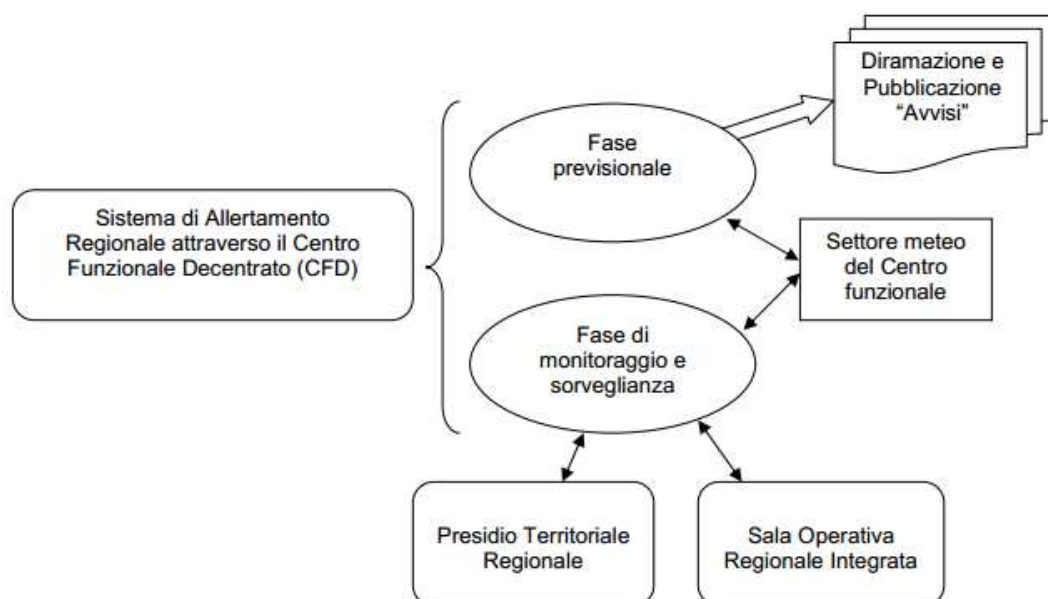 Diramazione e
Pubblicazione
“Avvisi”
Fase
previsionale
Sistema di Allertamento
Regionale attraverso il Centro
Funzionale Decentrato (CFD)
Settore meteo
del Centro
funzionale
Fase di
monitoraggio e
sorveglianza
Presidio Territoriale
Regionale
Sala Operativa
Regionale Integrata